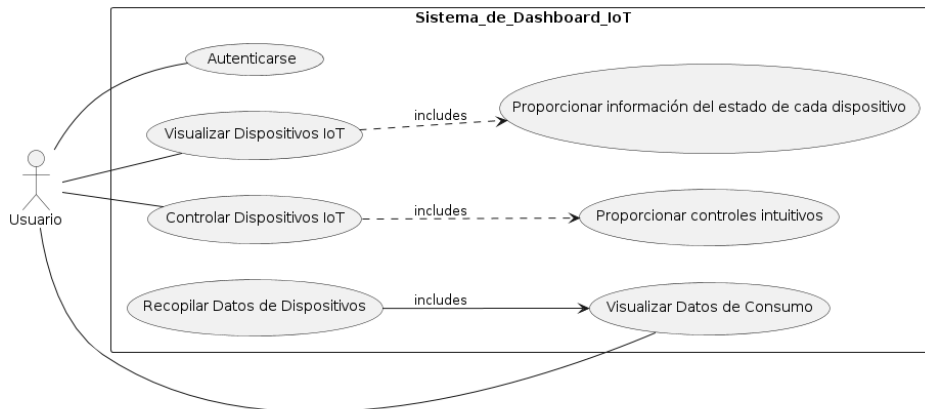 Sistema_de_Dashboard_IoT
Autenticarse
Proporcionar información del estado de cada dispositivo
includes
Visualizar Dispositivos IoT
Usuario
Controlar Dispositivos IoT
includes
Proporcionar controles intuitivos
Recopilar Datos de Dispositivos
includes
Visualizar Datos de Consumo